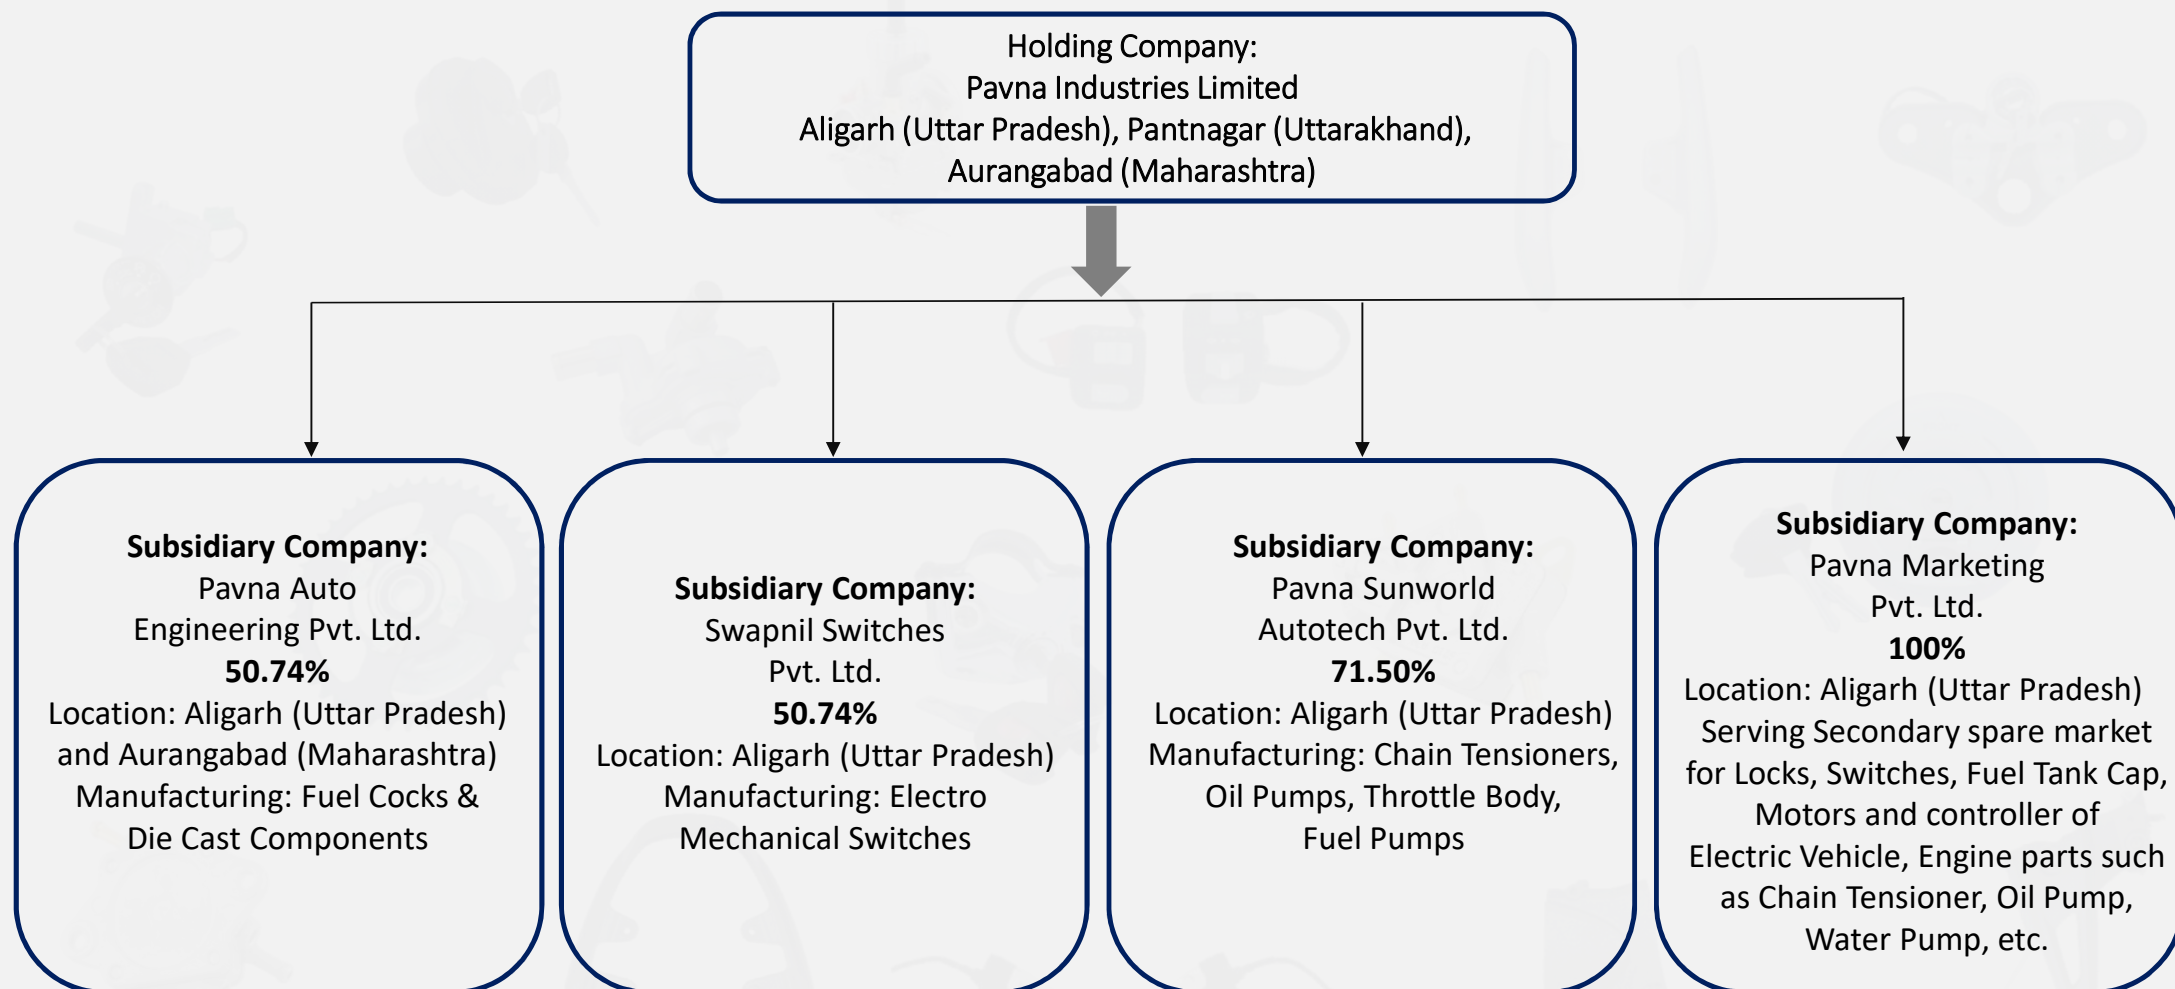 Holding Company:
Pavna Industries Limited
Aligarh (Uttar Pradesh), Pantnagar (Uttarakhand),
Aurangabad (Maharashtra)
Subsidiary Company:
Pavna Auto
Engineering Pvt. Ltd.
50.74%
Location: Aligarh (Uttar Pradesh)
and Aurangabad (Maharashtra)
Manufacturing: Fuel Cocks &
Die Cast Components
Subsidiary Company:
Swapnil Switches
Pvt. Ltd.
50.74%
Location: Aligarh (Uttar Pradesh)
Manufacturing: Electro
Mechanical Switches
Subsidiary Company:
Pavna Sunworld
Autotech Pvt. Ltd.
71.50%
Location: Aligarh (Uttar Pradesh)
Manufacturing: Chain Tensioners,
Oil Pumps, Throttle Body,
Fuel Pumps
Subsidiary Company:
Pavna Marketing
Pvt. Ltd.
100%
Location: Aligarh (Uttar Pradesh)
Serving Secondary spare market
for Locks, Switches, Fuel Tank Cap,
Motors and controller of
Electric Vehicle, Engine parts such
as Chain Tensioner, Oil Pump,
Water Pump, etc.